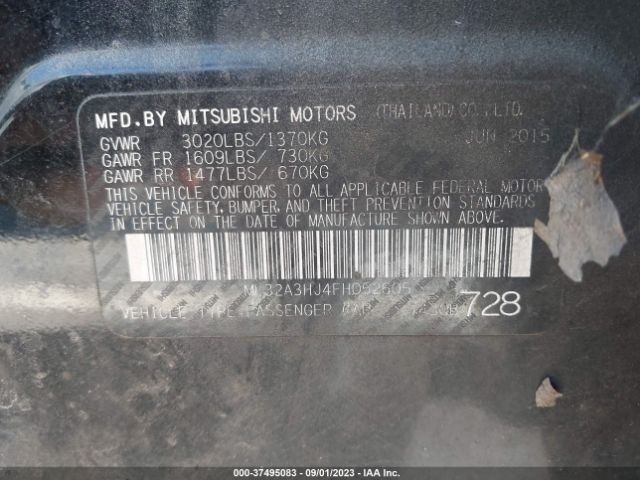 MFD.BY MITSUBISHI MOTORS (THAILAND) CO.,LTD.
GVWR 3020LBS/1370KG JUN 2015
GAWR FR 1609LBS/ 730KG
GAWR RR 1477LBS/ 670KG
THIS VEHICLE CONFORMS TO ALL APPLICABLE FEDERAL MOTOR
VEHICLE SAFETY, BUMPER, AND THEFT PREVENTION STANDARDS
IN EFFECT ON THE DATE OF MANUFACTURE SHOWN ABOVE.
ML32A3HJ4FH052605
VEHICLE TYPE:PASSENGER CAR 728
000-37495083 - 09/01/2023 - IAA Inc.